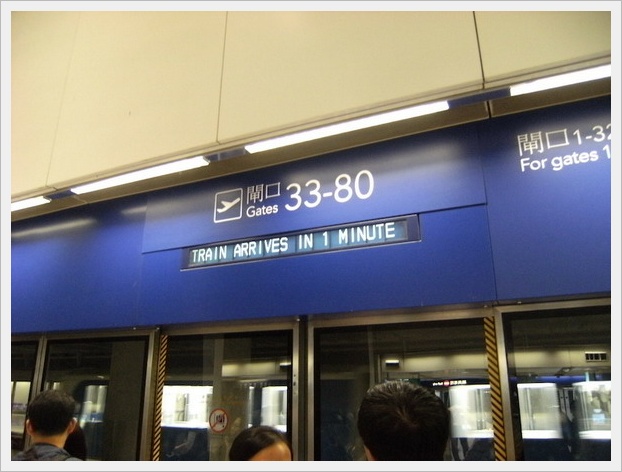 閘口
Gates 33-80
TRAIN ARRIVES IN 1 MINUTE
閘口 1-32
For gates 1